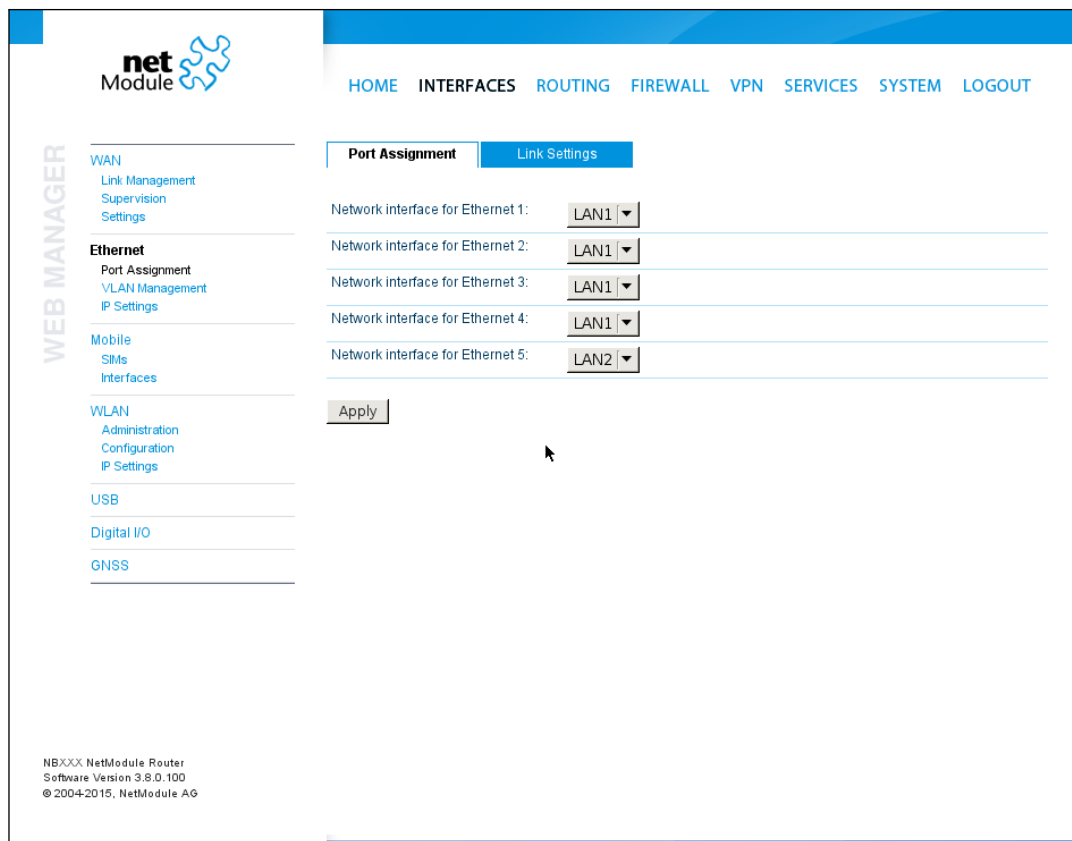 net
Module
HOME INTERFACES ROUTING FIREWALL VPN SERVICES SYSTEM LOGOUT
WEB MANAGER
WAN
Link Management
Supervision
Settings
Ethernet
Port Assignment
VLAN Management
IP Settings
Mobile
SIMs
Interfaces
WLAN
Administration
Configuration
IP Settings
USB
Digital I/O
GNSS
Port Assignment Link Settings
Network interface for Ethernet 1: LAN1
Network interface for Ethernet 2: LAN1
Network interface for Ethernet 3: LAN1
Network interface for Ethernet 4: LAN1
Network interface for Ethernet 5: LAN2
Apply
NBXXX NetModule Router
Software Version 3.8.0.100
© 2004-2015, NetModule AG